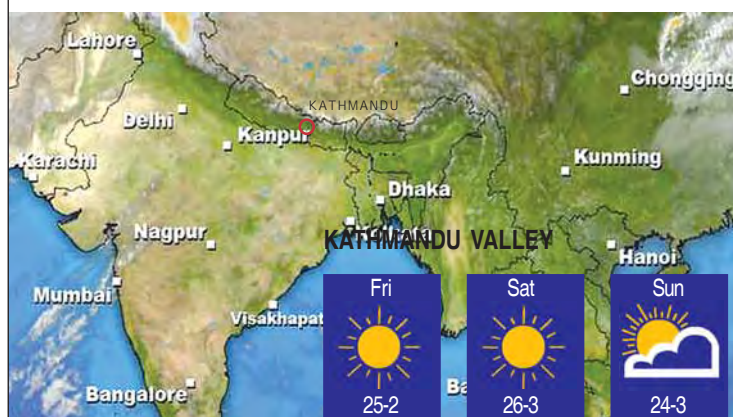 Lahore
Chongqing
KATHMANDU
Delhi
Kanpur
Kunming
Karachi
Dhaka
Nagpur
KATHMANDU VALLEY
Hanoi
Mumbai
Fri
Sat
Sun
Visakhapat
Bangalore
Ba
25-2
26-3
24-3